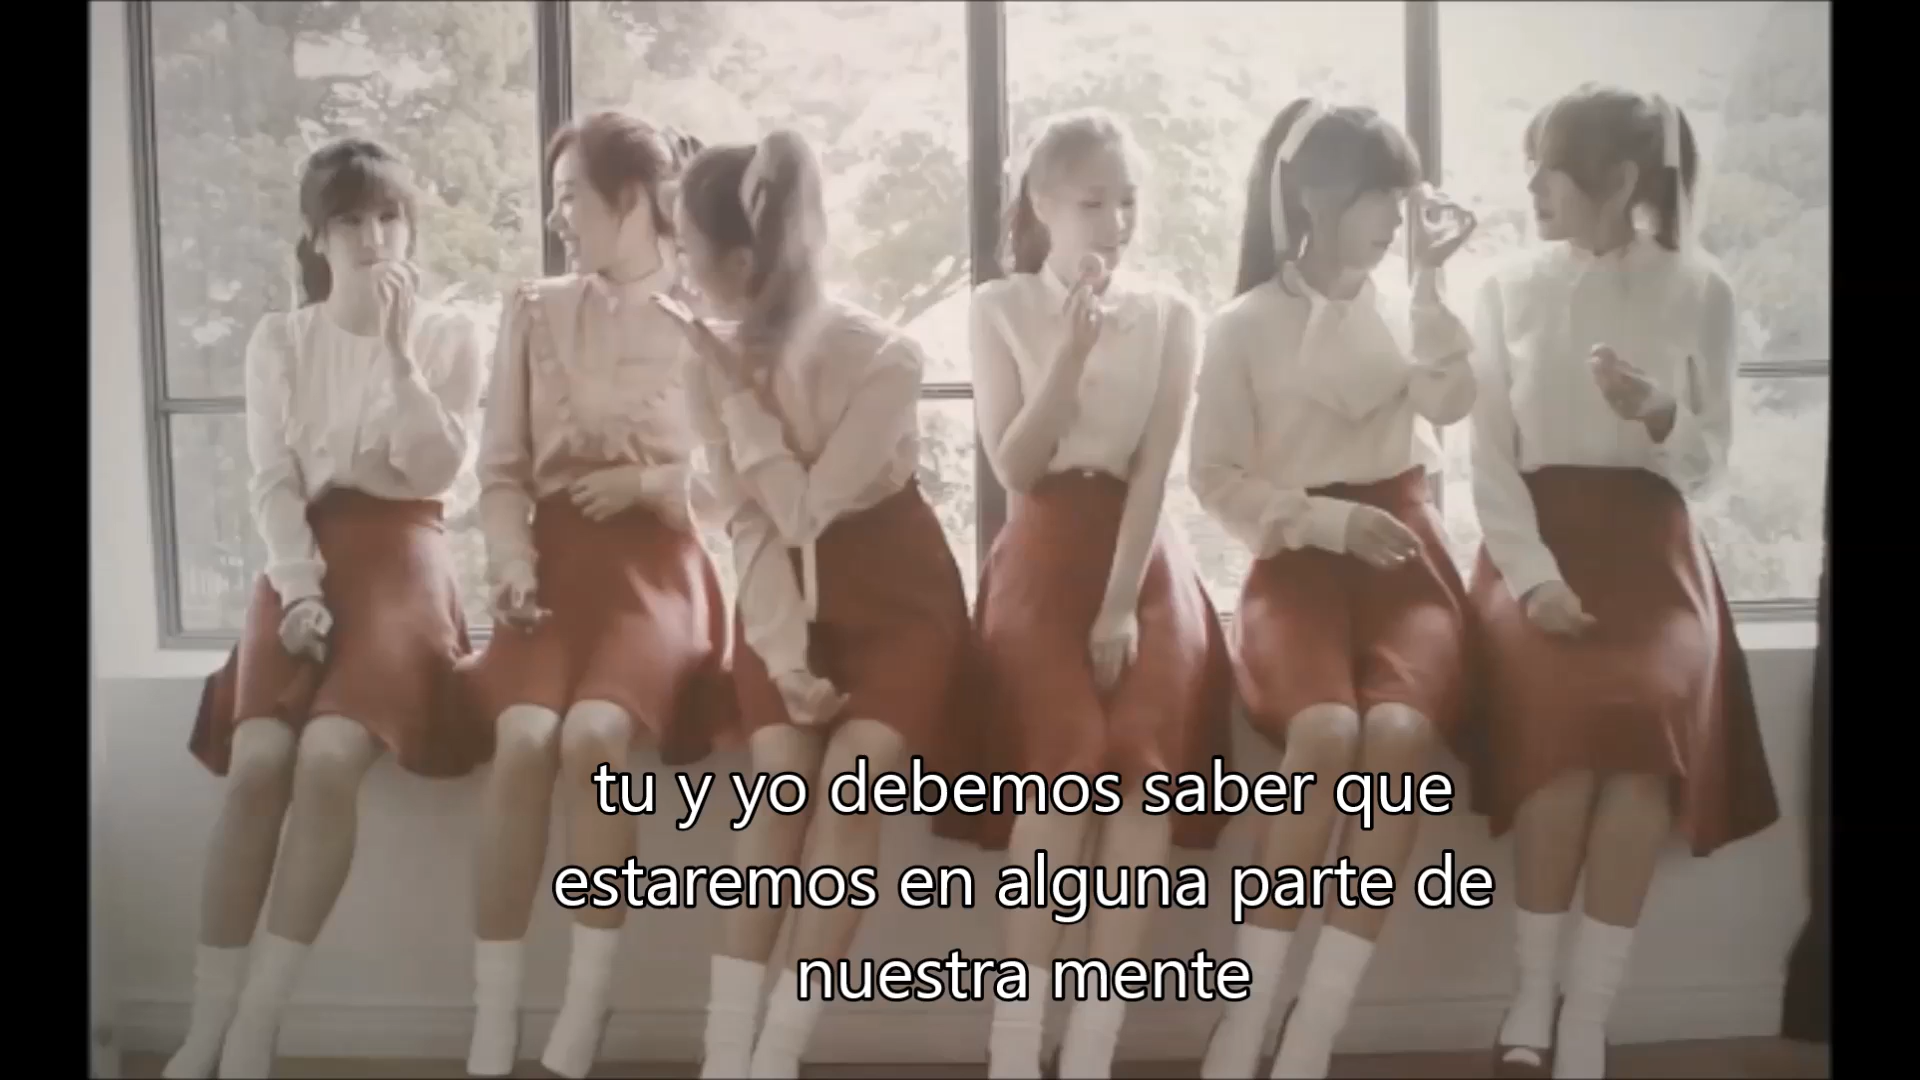 tu y yo debemos saber que
estaremos en alguna parte de
nuestra mente